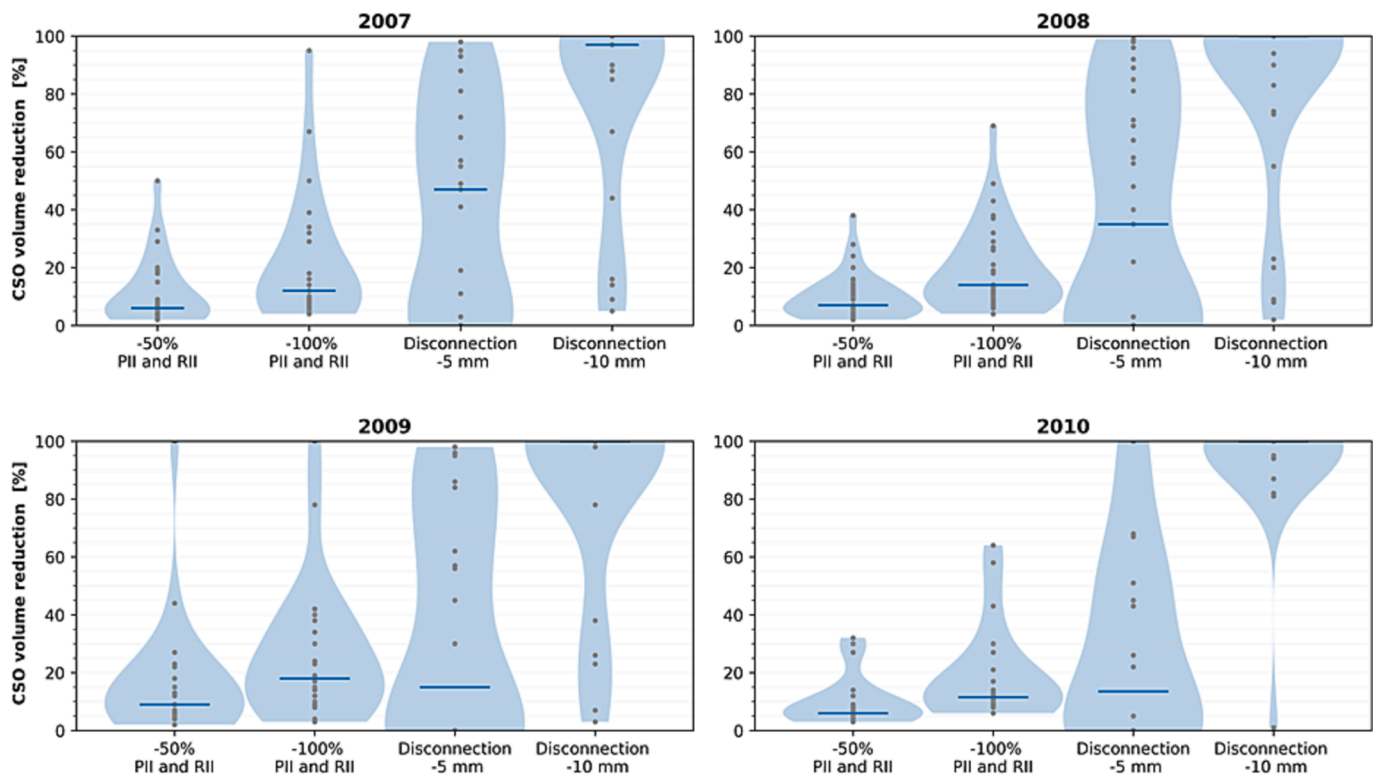 2007
2008
CSO volume reduction [%]
100
80
60
40
20
0
100
80
60
40
20
0
-50%
PII and RII
-100%
PII and RII
Disconnection
-5 mm
Disconnection
-10 mm
-50%
PII and RII
-100%
PII and RII
Disconnection
-5 mm
Disconnection
-10 mm
2009
2010
CSO volume reduction [%]
100
80
60
40
20
0
100
80
60
40
20
0
-50%
PII and RII
-100%
PII and RII
Disconnection
-5 mm
Disconnection
-10 mm
-50%
PII and RII
-100%
PII and RII
Disconnection
-5 mm
Disconnection
-10 mm